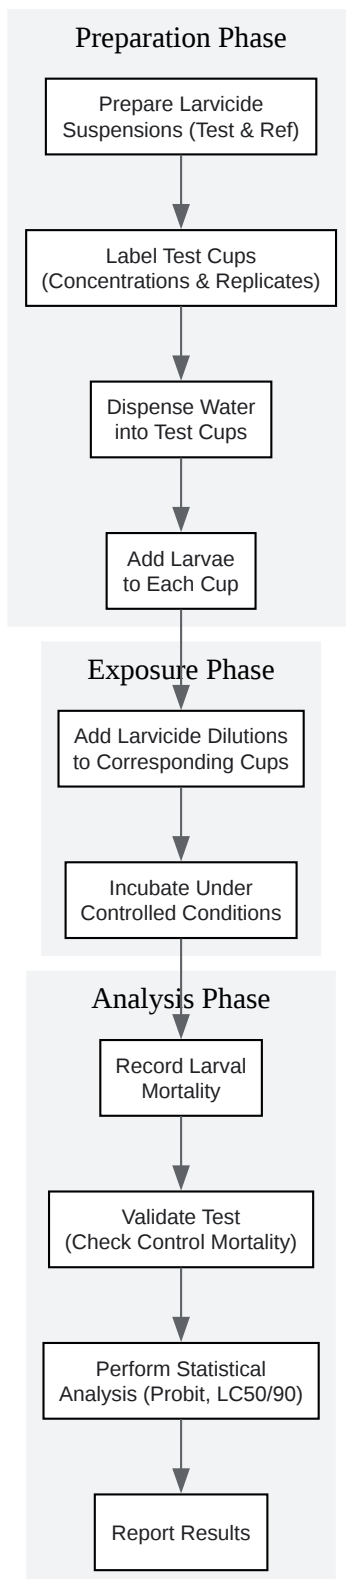 Preparation Phase
Prepare Larvicide
Suspensions (Test & Ref)
Label Test Cups
(Concentrations & Replicates)
Dispense Water
into Test Cups
Add Larvae
to Each Cup
Exposure Phase
Add Larvicide Dilutions
to Corresponding Cups
Incubate Under
Controlled Conditions
Analysis Phase
Record Larval
Mortality
Validate Test
(Check Control Mortality)
Perform Statistical
Analysis (Probit, LC50/90)
Report Results